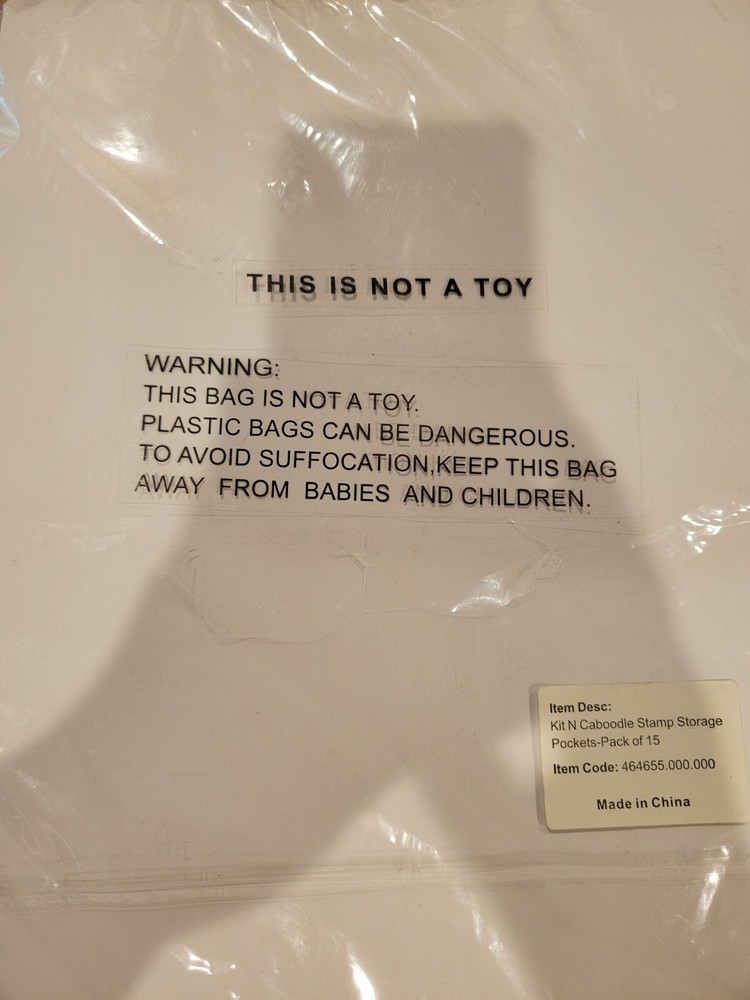 THIS IS NOT A TOY
WARNING:
THIS BAG IS NOT A TOY.
PLASTIC BAGS CAN BE DANGEROUS.
TO AVOID SUFFOCATION,KEEP THIS BAG
AWAY FROM BABIES AND CHILDREN.
Item Desc:
Kit N Caboodle Stamp Storage
Pockets-Pack of 15
Item Code: 464655.000.000
Made in China